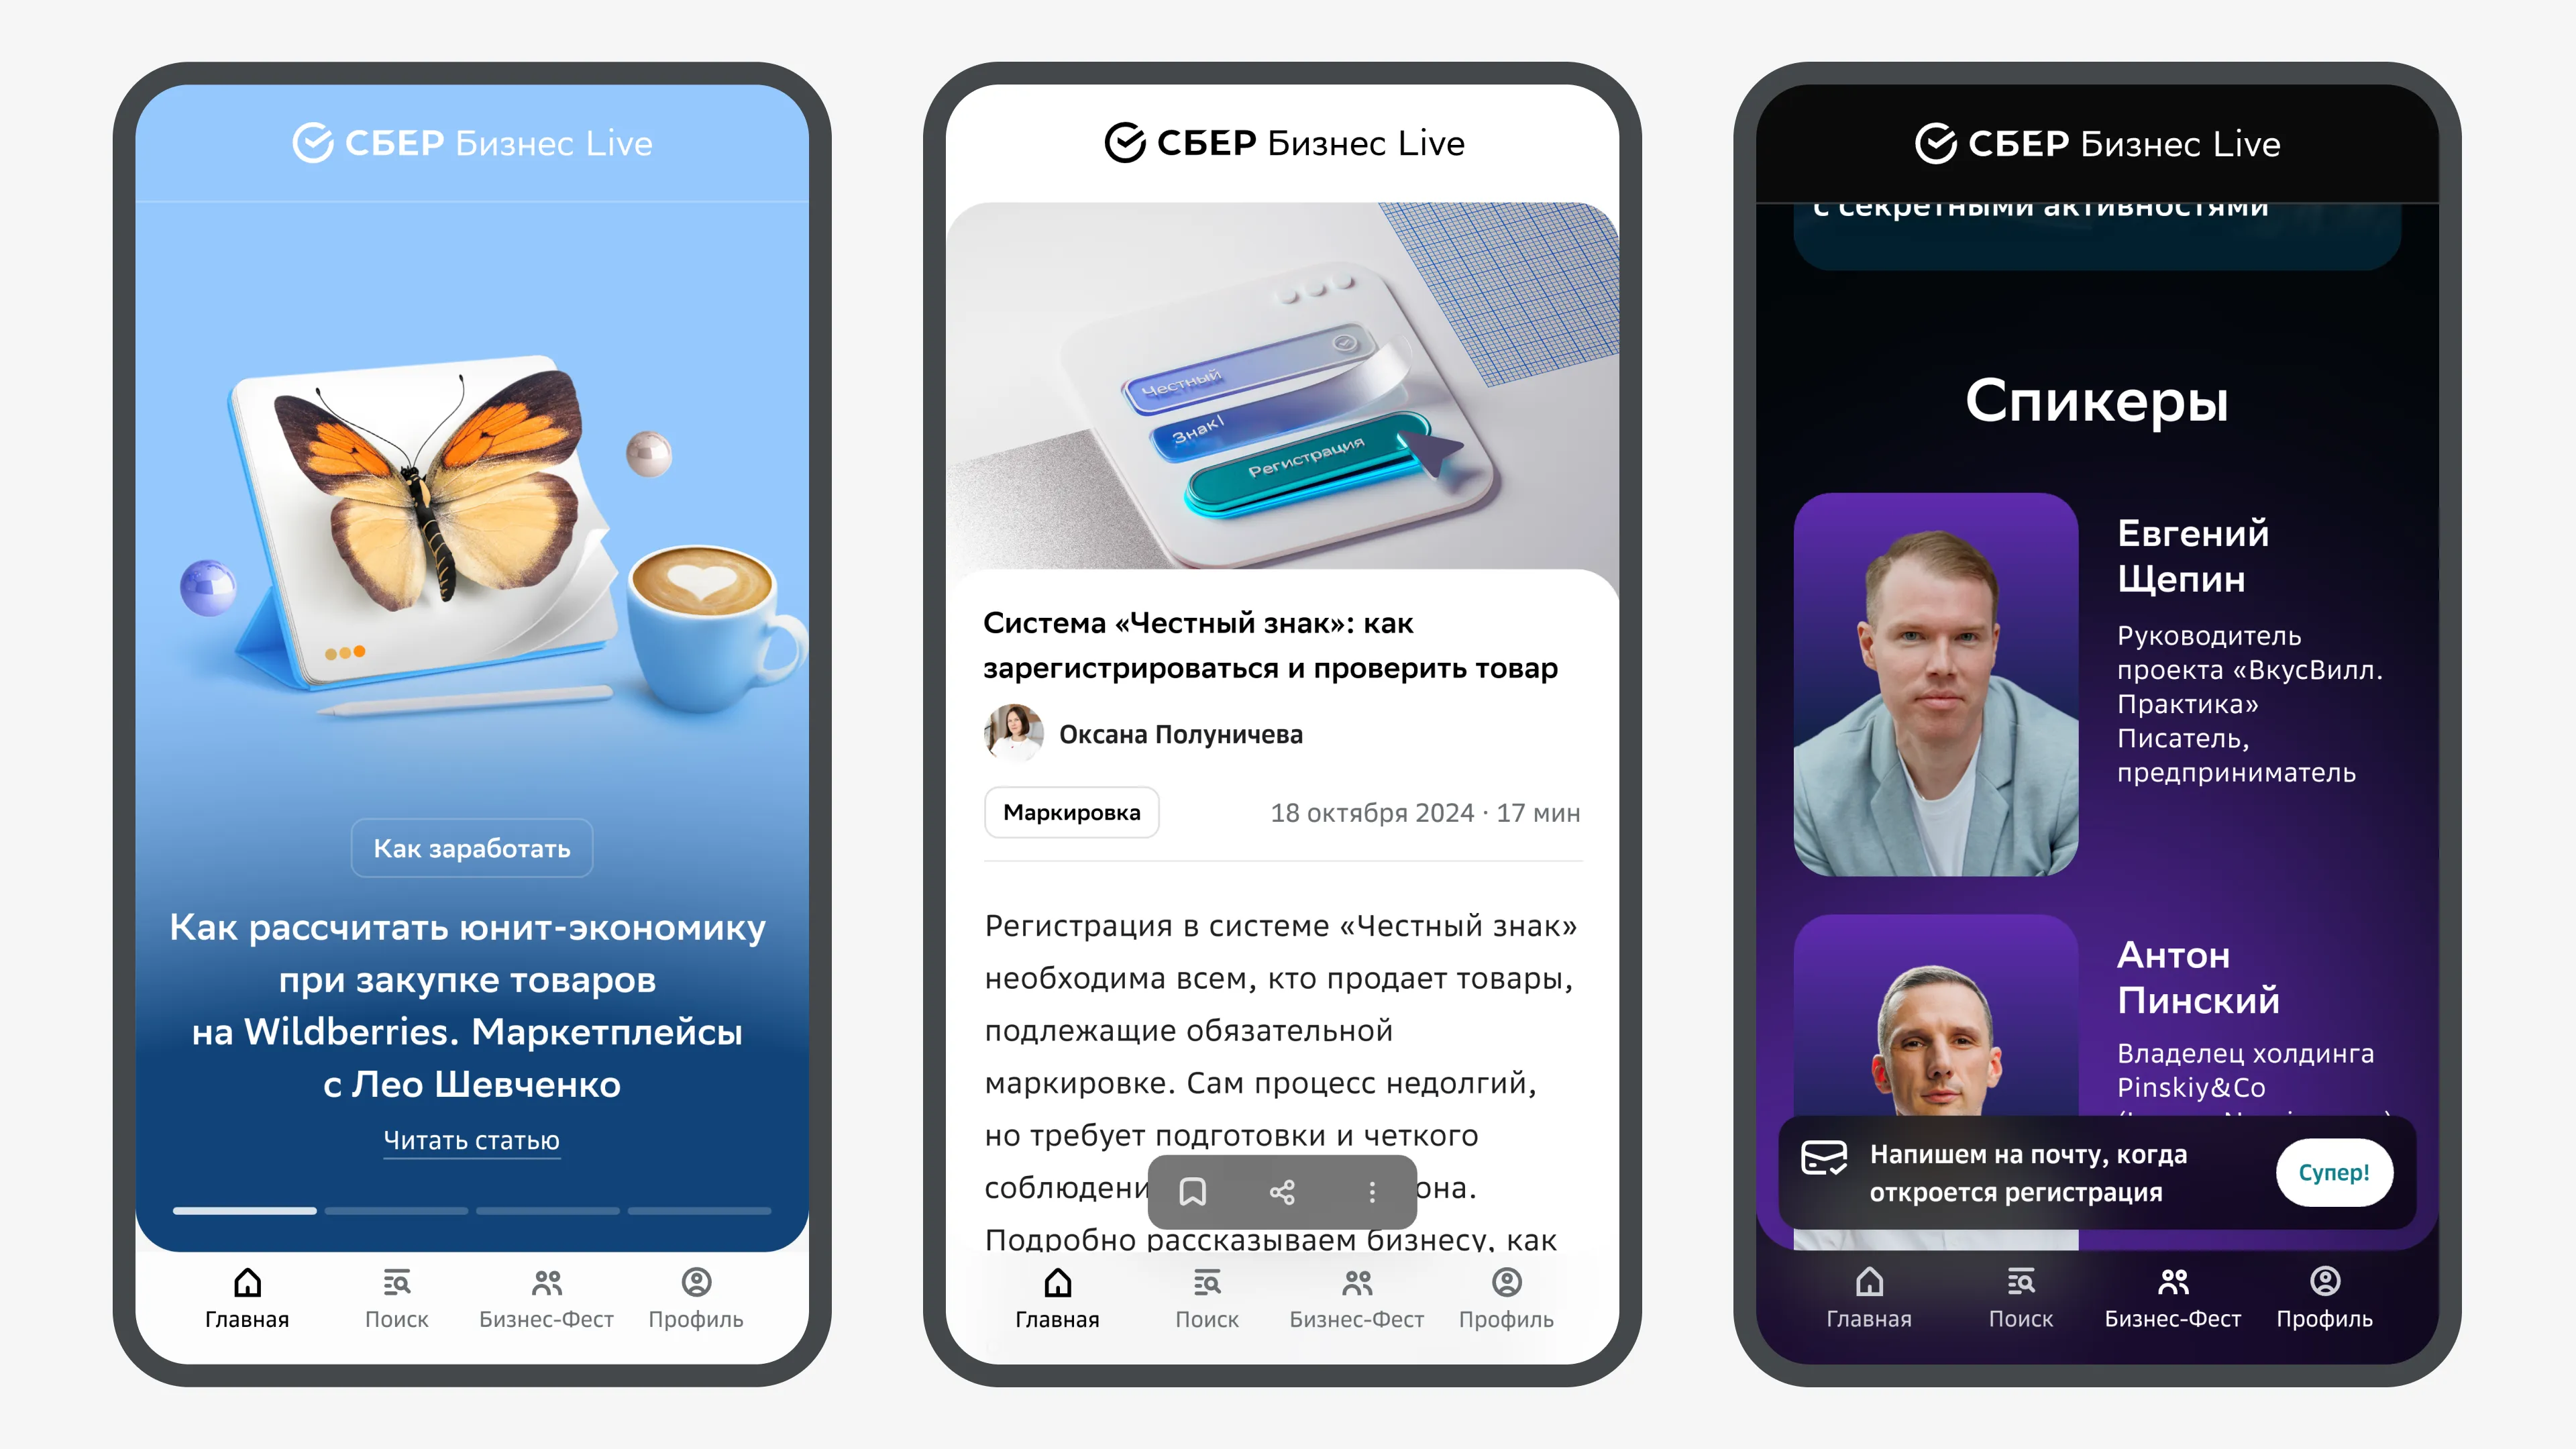 СБЕР Бизнес Live
Как заработать
Как рассчитать юнит-экономику
при закупке товаров
на Wildberries. Маркетплейсы
с Лео Шевченко
Читать статью
Главная
Поиск
Бизнес-Фест
Профиль
СБЕР Бизнес Live
Честный
Знак
Регистрация
Система «Честный знак»: как
зарегистрироваться и проверить товар
Оксана Полуничева
Маркировка
18 октября 2024 · 17 мин
Регистрация в системе «Честный знак»
необходима всем, кто продает товары,
подлежащие обязательной
маркировке. Сам процесс недолгий,
но требует подготовки и четкого
соблюдени она.
Подробно рассказываем бизнесу, как
Главная
Поиск
Бизнес-Фест
Профиль
СБЕР Бизнес Live
с секретными активностями
Спикеры
Евгений
Щепин
Руководитель
проекта «ВкусВилл.
Практика»
Писатель,
предприниматель
Антон
Пинский
Владелец холдинга
Pinskiy&Co
Напишем на почту, когда
откроется регистрация
Супер!
Главная
Поиск
Бизнес-Фест
Профиль